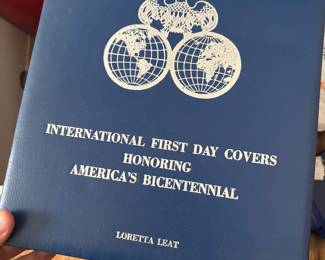 INTERNATIONAL FIRST DAY COVERS
HONORING
AMERICA'S BICENTENNIAL
LORETTA LEAT